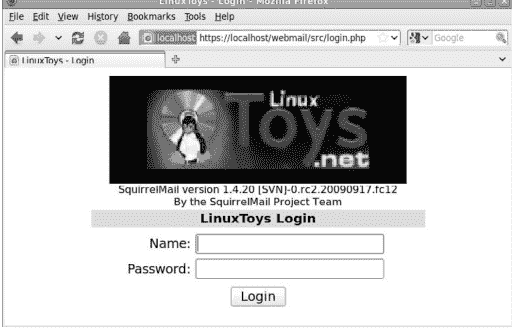 LinuxToys - Login - Mozilla Firefox
File Edit View History Bookmarks Tools Help
localhost https://localhost/webmail/src/login.php Google
LinuxToys - Login
Linux
Toys
.net
SquirrelMail version 1.4.20 [SVN]-0.rc2.20090917.fc12
By the SquirrelMail Project Team
LinuxToys Login
Name:
Password:
Login